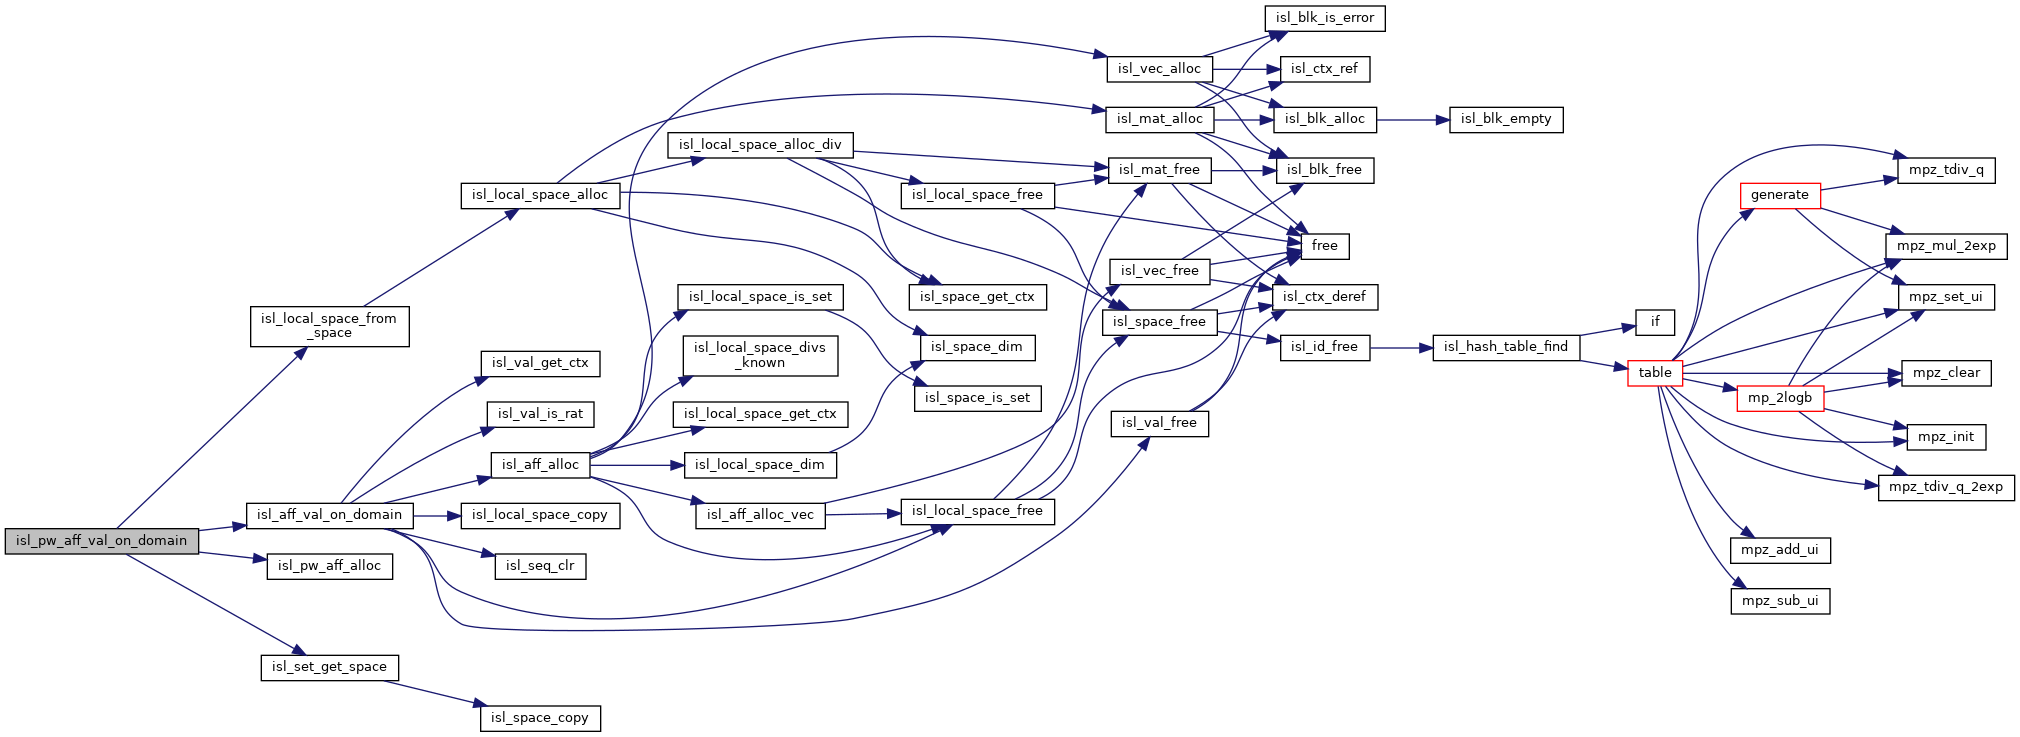 isl_blk_is_error
isl_vec_alloc
isl_ctx_ref
isl_mat_alloc
isl_blk_alloc
isl_blk_empty
isl_local_space_alloc_div
isl_mat_free
isl_blk_free
mpz_tdiv_q
isl_local_space_alloc
isl_local_space_free
generate
free
mpz_mul_2exp
isl_vec_free
isl_local_space_is_set
isl_space_get_ctx
isl_ctx_deref
mpz_set_ui
isl_local_space_from
_space
isl_space_free
if
isl_space_dim
isl_id_free
isl_hash_table_find
isl_local_space_divs
_known
isl_val_get_ctx
table
mpz_clear
isl_space_is_set
mp_2logb
isl_val_is_rat
isl_local_space_get_ctx
isl_val_free
mpz_init
isl_aff_alloc
isl_local_space_dim
mpz_tdiv_q_2exp
isl_aff_val_on_domain
isl_local_space_copy
isl_aff_alloc_vec
isl_local_space_free
isl_pw_aff_val_on_domain
mpz_add_ui
isl_pw_aff_alloc
isl_seq_clr
mpz_sub_ui
isl_set_get_space
isl_space_copy